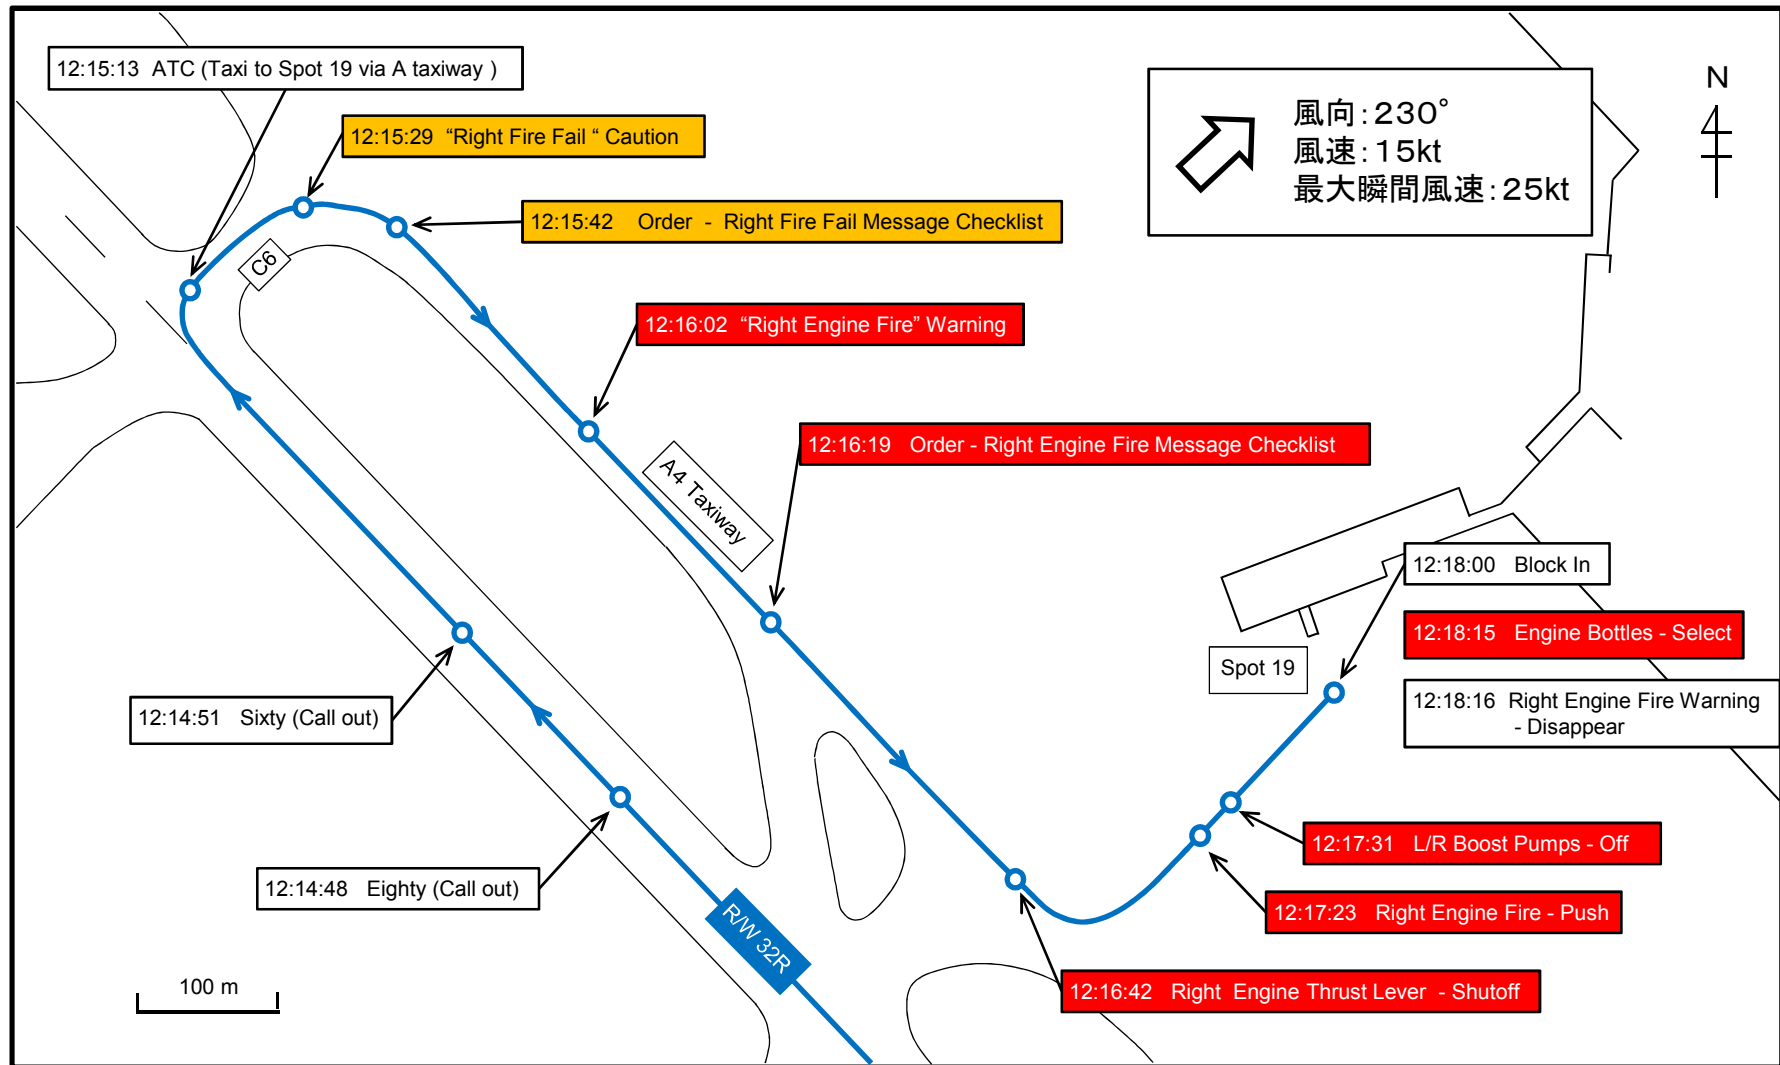 12:15:13 ATC (Taxi to Spot 19 via A taxiway )
N
風向：230°
風速：15kt
最大瞬間風速：25kt
12:15:29 “Right Fire Fail “ Caution
12:15:42 Order - Right Fire Fail Message Checklist
C6
12:16:02 “Right Engine Fire” Warning
12:16:19 Order - Right Engine Fire Message Checklist
A4 Taxiway
12:18:00 Block In
12:18:15 Engine Bottles - Select
Spot 19
12:18:16 Right Engine Fire Warning
- Disappear
12:14:51 Sixty (Call out)
12:17:31 L/R Boost Pumps - Off
12:14:48 Eighty (Call out)
12:17:23 Right Engine Fire - Push
R/W 32R
100 m
12:16:42 Right Engine Thrust Lever - Shutoff